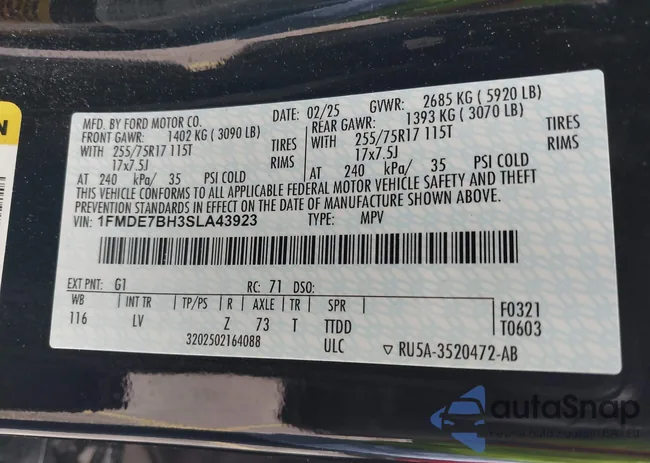 N
MFD. BY FORD MOTOR CO.
DATE: 02/25 GVWR: 2685 KG ( 5920 LB)
FRONT GAWR: 1402 KG ( 3090 LB)
REAR GAWR: 1393 KG ( 3070 LB)
WITH 255/75R17 115T TIRES
255/75R17 115T TIRES
17x7.5J RIMS
17x7.5J RIMS
AT 240 kPa/ 35 PSI COLD
AT 240 kPa/ 35 PSI COLD
THIS VEHICLE CONFORMS TO ALL APPLICABLE FEDERAL MOTOR VEHICLE SAFETY AND THEFT
PREVENTION STANDARDS IN EFFECT ON THE DATE OF MANUFACTURE SHOWN ABOVE.
VIN: 1FMDE7BH3SLA43923 TYPE: MPV
EXT PNT: G1 RC: 71 DSO:
WB INT TR TP/PS R AXLE TR SPR
116 LV Z 73 T TTDD
F0321
T0603
3202502164088 ULC ▽ RU5A-3520472-AB
autoSnap